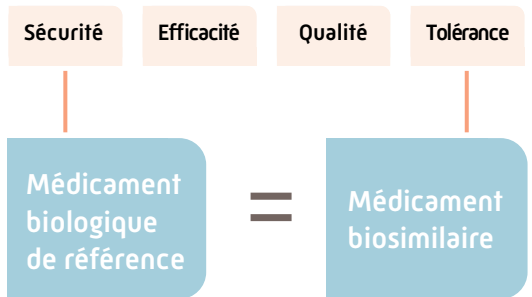 Sécurité Efficacité Qualité Tolérance
Médicament
biologique
de référence
=
Médicament
biosimilaire